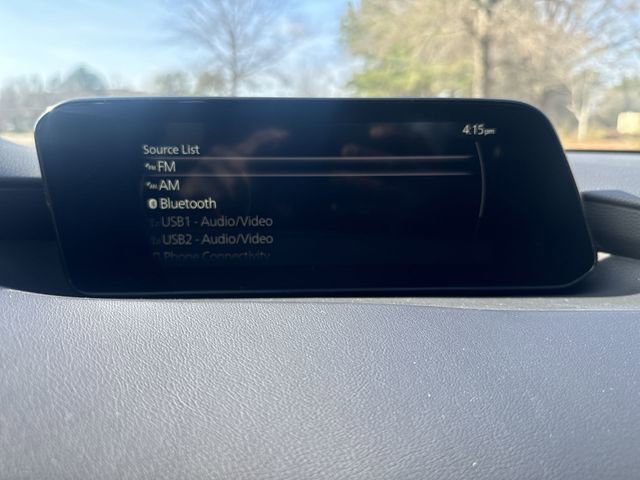 4:15pm
Source List
FM
AM
Bluetooth
USB1 - Audio/Video
USB2 - Audio/Video
Phone Connectivity